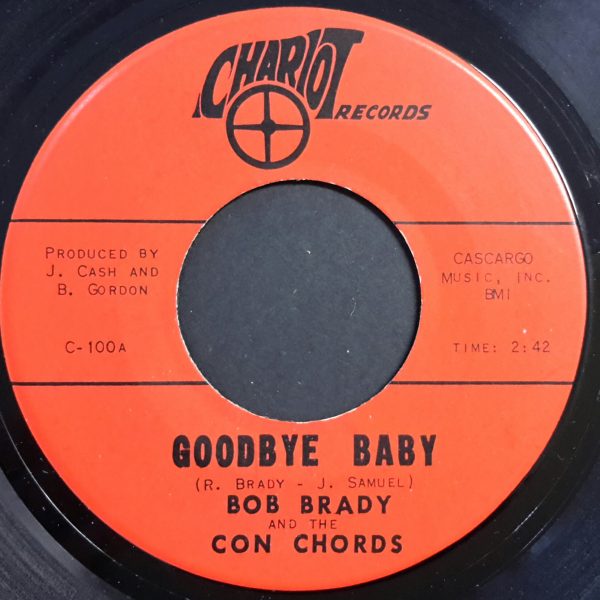 CHARIOT
RECORDS
PRODUCED BY
J. CASH AND
B. GORDON
C-100A
CASCARGO
MUSIC, INC.
BMI
TIME: 2:42
GOODBYE BABY
(R. BRADY - J. SAMUEL)
BOB BRADY
AND THE
CON CHORDS